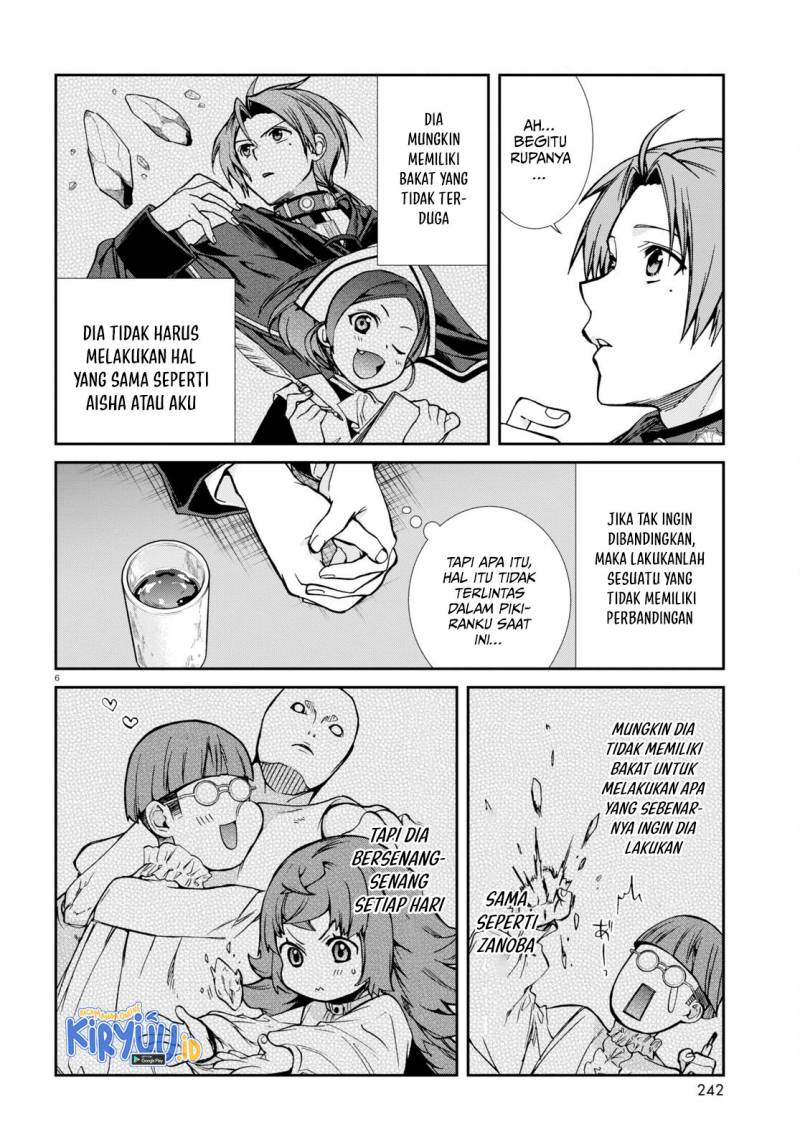 AH...
BEGITU
RUPANYA
...
DIA
MUNGKIN
MEMILIKI
BAKAT YANG
TIDAK TER-
DUGA
DIA TIDAK HARUS
MELAKUKAN HAL
YANG SAMA SEPERTI
AISHA ATAU AKU
JIKA TAK INGIN
DIBANDINGKAN,
MAKA LAKUKANLAH
SESUATU YANG
TIDAK MEMILIKI
PERBANDINGAN
TAPI APA ITU,
HAL ITU TIDAK
TERLINTAS
DALAM PIKI-
RANKU SAAT
INI...
6
MUNGKIN DIA
TIDAK MEMILIKI
BAKAT UNTUK
MELAKUKAN APA
YANG SEBENAR-
NYA INGIN DIA
LAKUKAN
SAMA
SEPERTI
ZANOBA
あ
TAPI DIA
BERSENANG-
SENANG
SETIAP HARI
KIRYUU.ID
Google Play
242